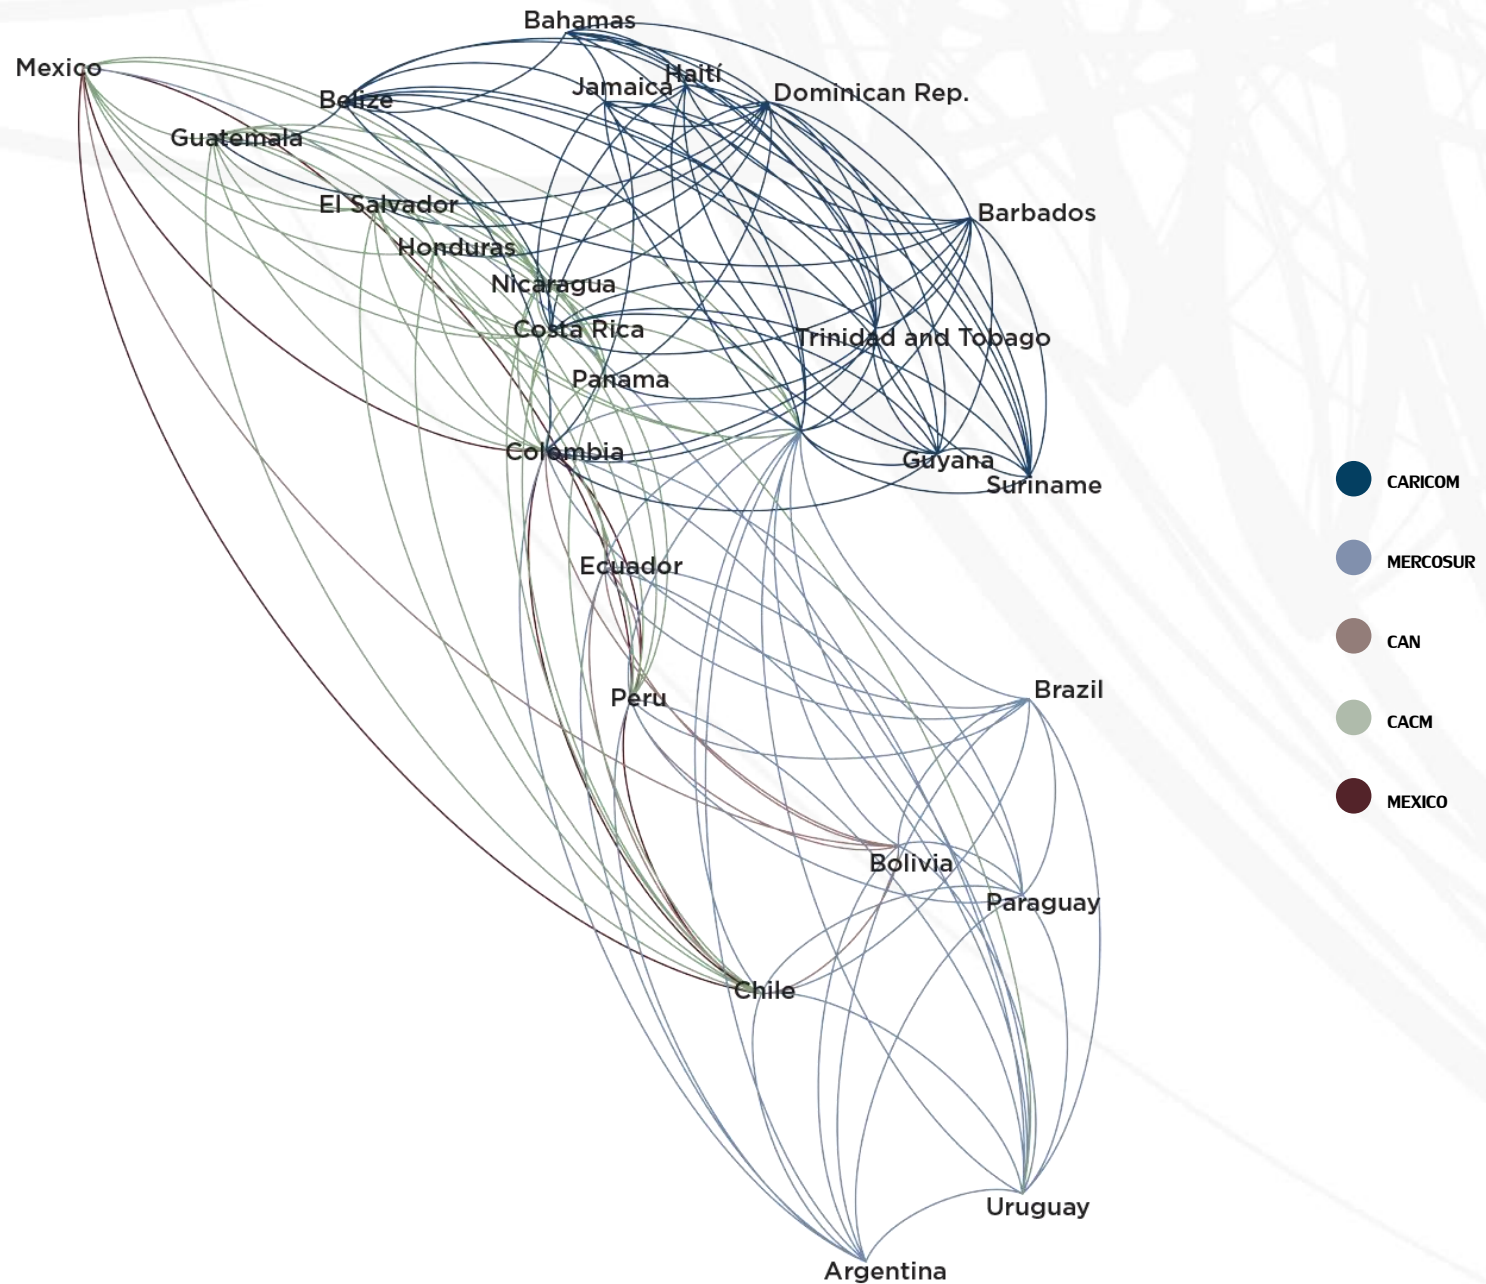 Bahamas
Mexico
Haití
Jamaica
Dominican Rep.
Belize
Guatemala
El Salvador
Barbados
Honduras
Nicaragua
Costa Rica
Trinidad and Tobago
Panama
Colombia
Guyana
Suriname
Ecuador
Peru
Brazil
Bolivia
Paraguay
Chile
Uruguay
Argentina
CARICOM
MERCOSUR
CAN
CACM
MEXICO